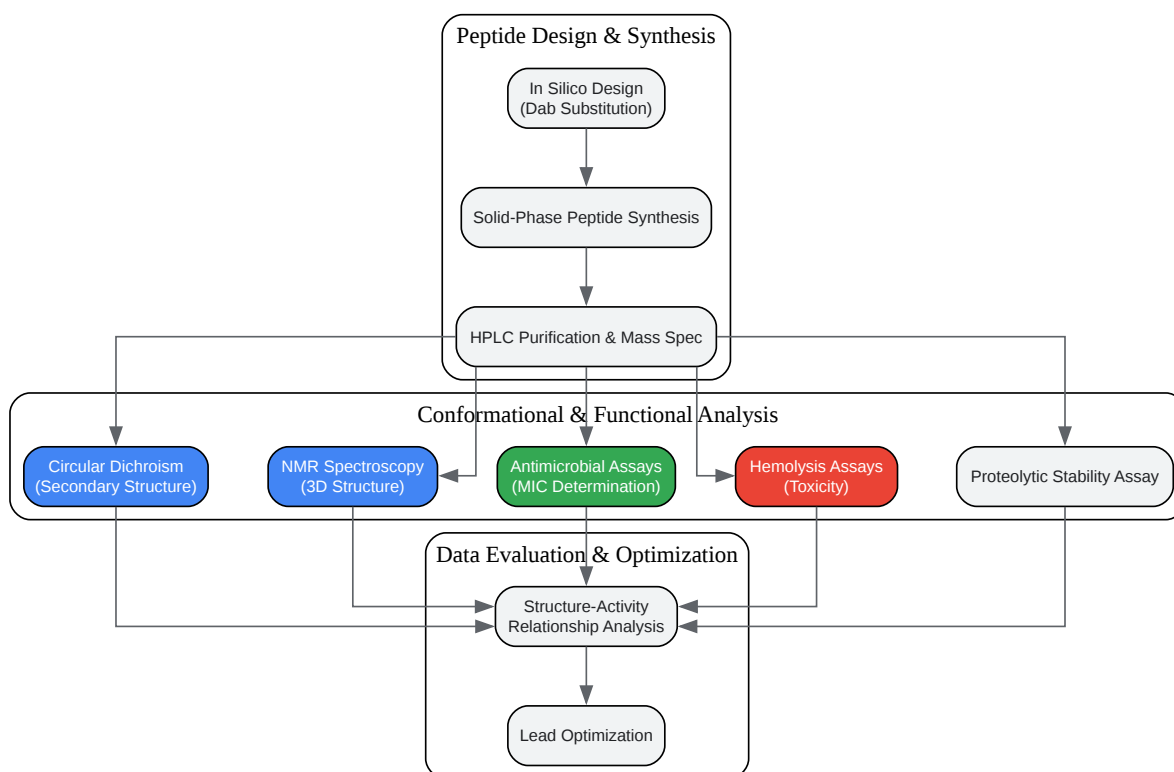 Peptide Design & Synthesis
In Silico Design
(Dab Substitution)
Solid-Phase Peptide Synthesis
HPLC Purification & Mass Spec
Conformational & Functional Analysis
Circular Dichroism
(Secondary Structure)
NMR Spectroscopy
(3D Structure)
Antimicrobial Assays
(MIC Determination)
Hemolysis Assays
(Toxicity)
Proteolytic Stability Assay
Data Evaluation & Optimization
Structure-Activity
Relationship Analysis
Lead Optimization